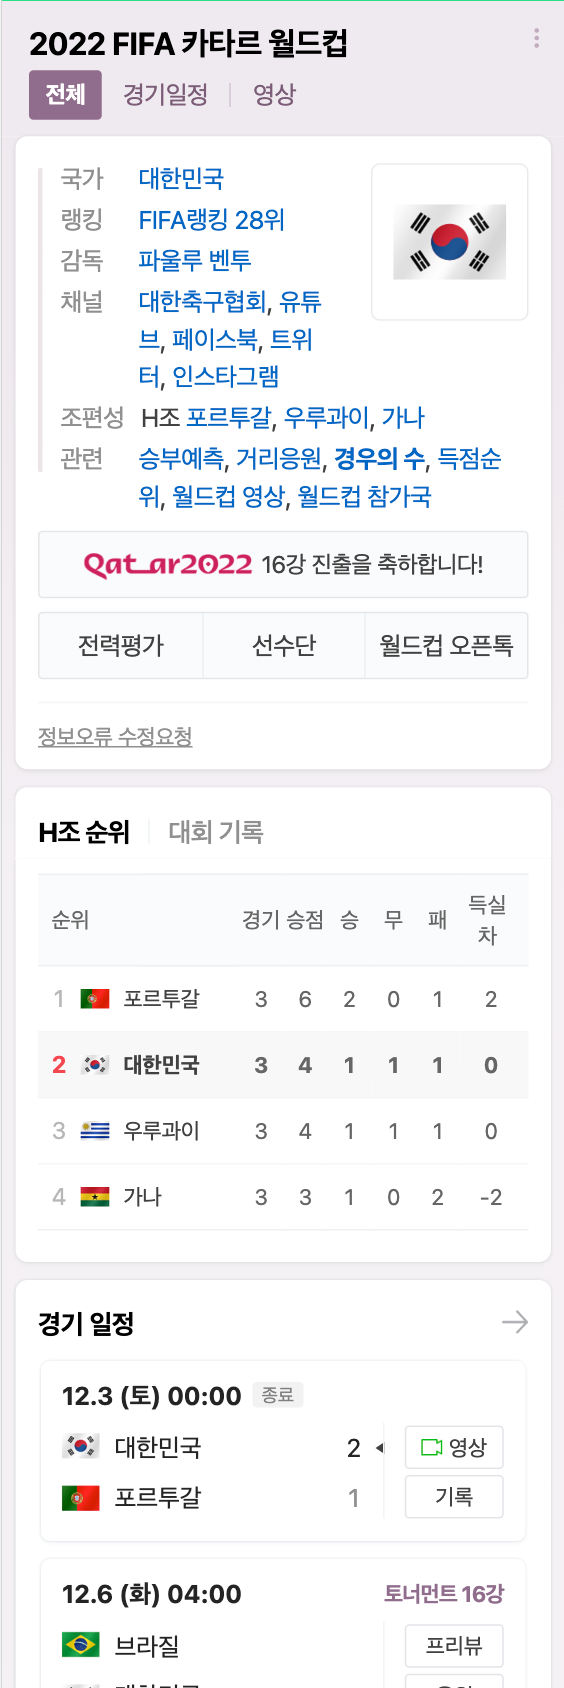 2022 FIFA 카타르 월드컵
전체 경기일정 영상
국가 대한민국
랭킹 FIFA랭킹 28위
감독 파울루 벤투
채널 대한축구협회, 유튜
브, 페이스북, 트위
터, 인스타그램
조편성 H조 포르투갈, 우루과이, 가나
관련 승부예측, 거리응원, 경우의 수, 득점순
위, 월드컵 영상, 월드컵 참가국
Qatar2022 16강 진출을 축하합니다!
전력평가 선수단 월드컵 오픈톡
정보오류 수정요청
H조 순위 대회 기록
순위 경기 승점 승 무 패 득실
차
1 포르투갈 3 6 2 0 1 2
2 대한민국 3 4 1 1 1 0
3 우루과이 3 4 1 1 1 0
4 가나 3 3 1 0 2 -2
경기 일정
12.3 (토) 00:00 종료
대한민국 2 영상
포르투갈 1 기록
12.6 (화) 04:00 토너먼트 16강
브라질 프리뷰